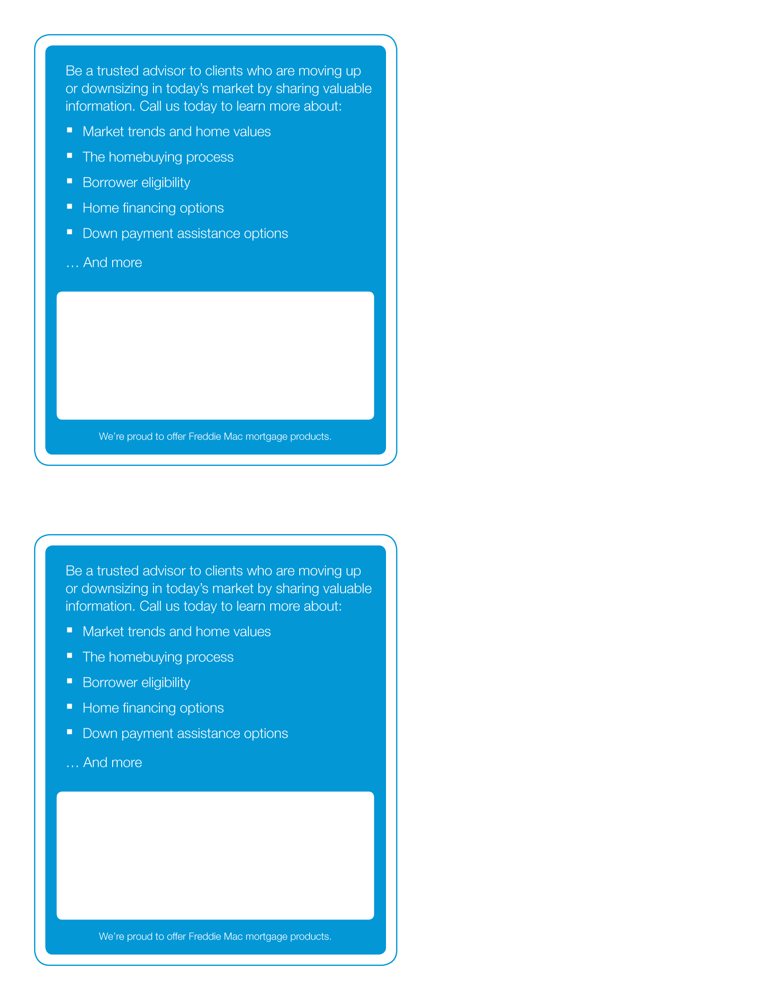 Be a trusted advisor to clients who are moving up
or downsizing in today’s market by sharing valuable
information. Call us today to learn more about:
▪ Market trends and home values
▪ The homebuying process
▪ Borrower eligibility
▪ Home financing options
▪ Down payment assistance options
… And more
We’re proud to offer Freddie Mac mortgage products.
Be a trusted advisor to clients who are moving up
or downsizing in today’s market by sharing valuable
information. Call us today to learn more about:
▪ Market trends and home values
▪ The homebuying process
▪ Borrower eligibility
▪ Home financing options
▪ Down payment assistance options
… And more
We’re proud to offer Freddie Mac mortgage products.